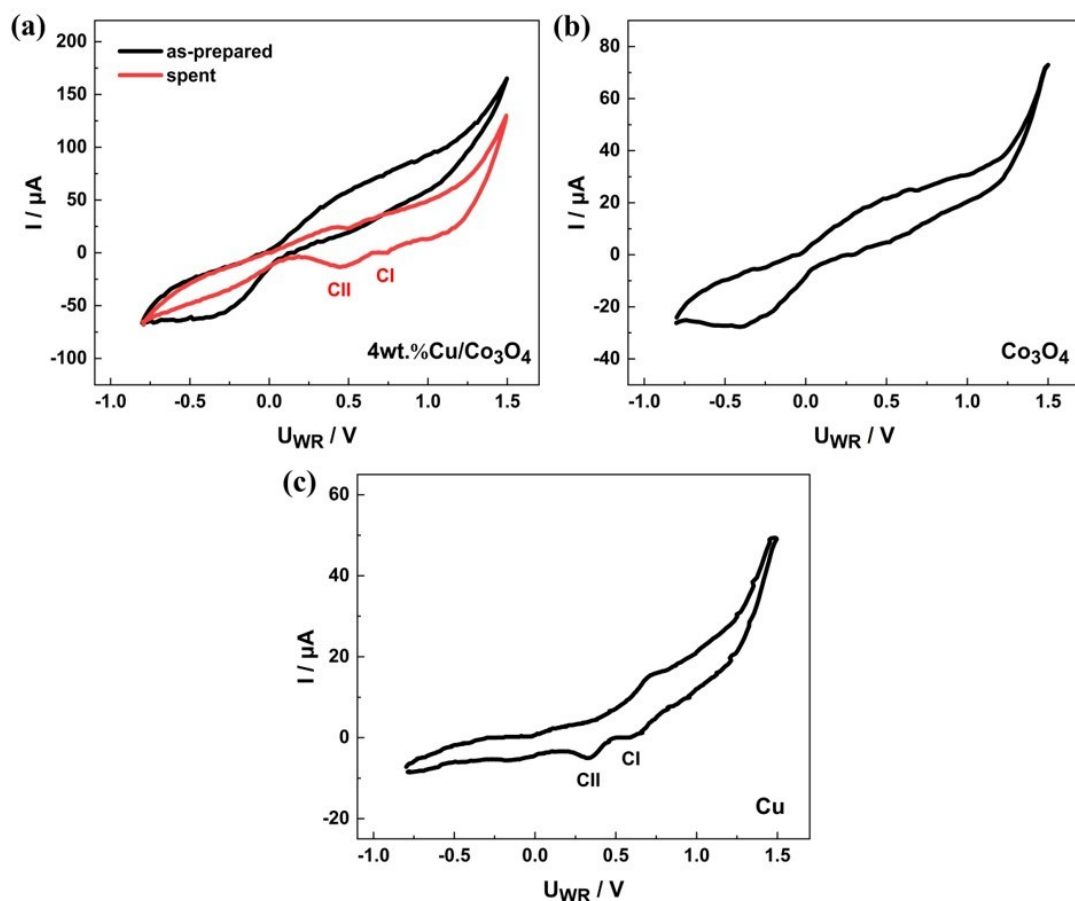 (a)
200
150
100
50
0
-50
-100
I / μA
as-prepared
spent
CII
CI
4wt.%Cu/Co₃O₄
-1.0 -0.5 0.0 0.5 1.0 1.5
U_WR / V
(b)
80
60
40
20
0
-20
-40
I / μA
Co₃O₄
-1.0 -0.5 0.0 0.5 1.0 1.5
U_WR / V
(c)
60
40
20
0
-20
I / μA
CII
CI
Cu
-1.0 -0.5 0.0 0.5 1.0 1.5
U_WR / V